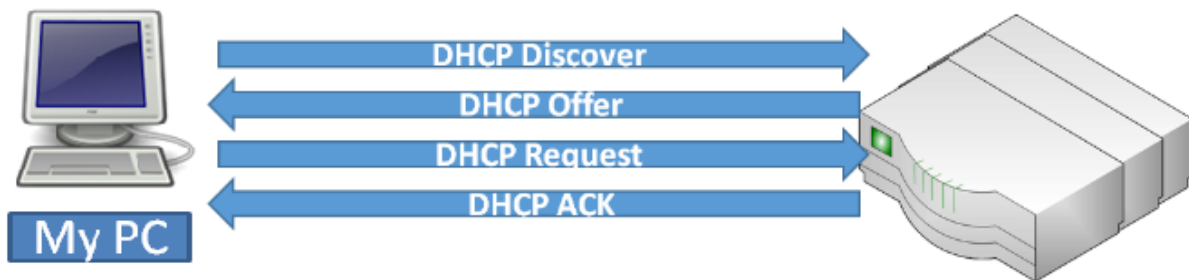 DHCP Discover
DHCP Offer
DHCP Request
DHCP ACK
My PC